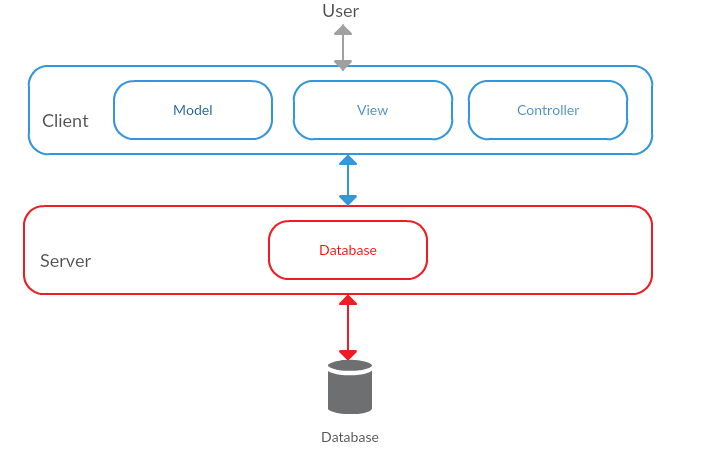 User
Client
Model
View
Controller
Server
Database
Database